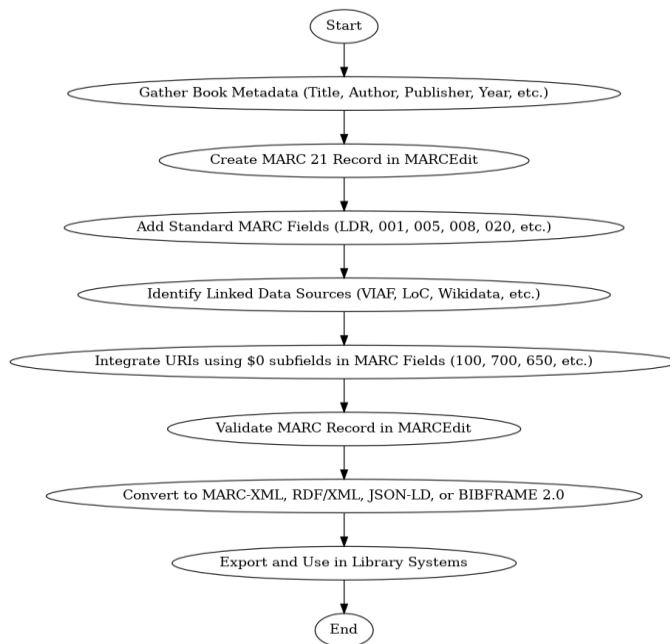 Start
Gather Book Metadata (Title, Author, Publisher, Year, etc.)
Create MARC 21 Record in MARCEdit
Add Standard MARC Fields (LDR, 001, 005, 008, 020, etc.)
Identify Linked Data Sources (VIAF, LoC, Wikidata, etc.)
Integrate URIs using $0 subfields in MARC Fields (100, 700, 650, etc.)
Validate MARC Record in MARCEdit
Convert to MARC-XML, RDF/XML, JSON-LD, or BIBFRAME 2.0
Export and Use in Library Systems
End